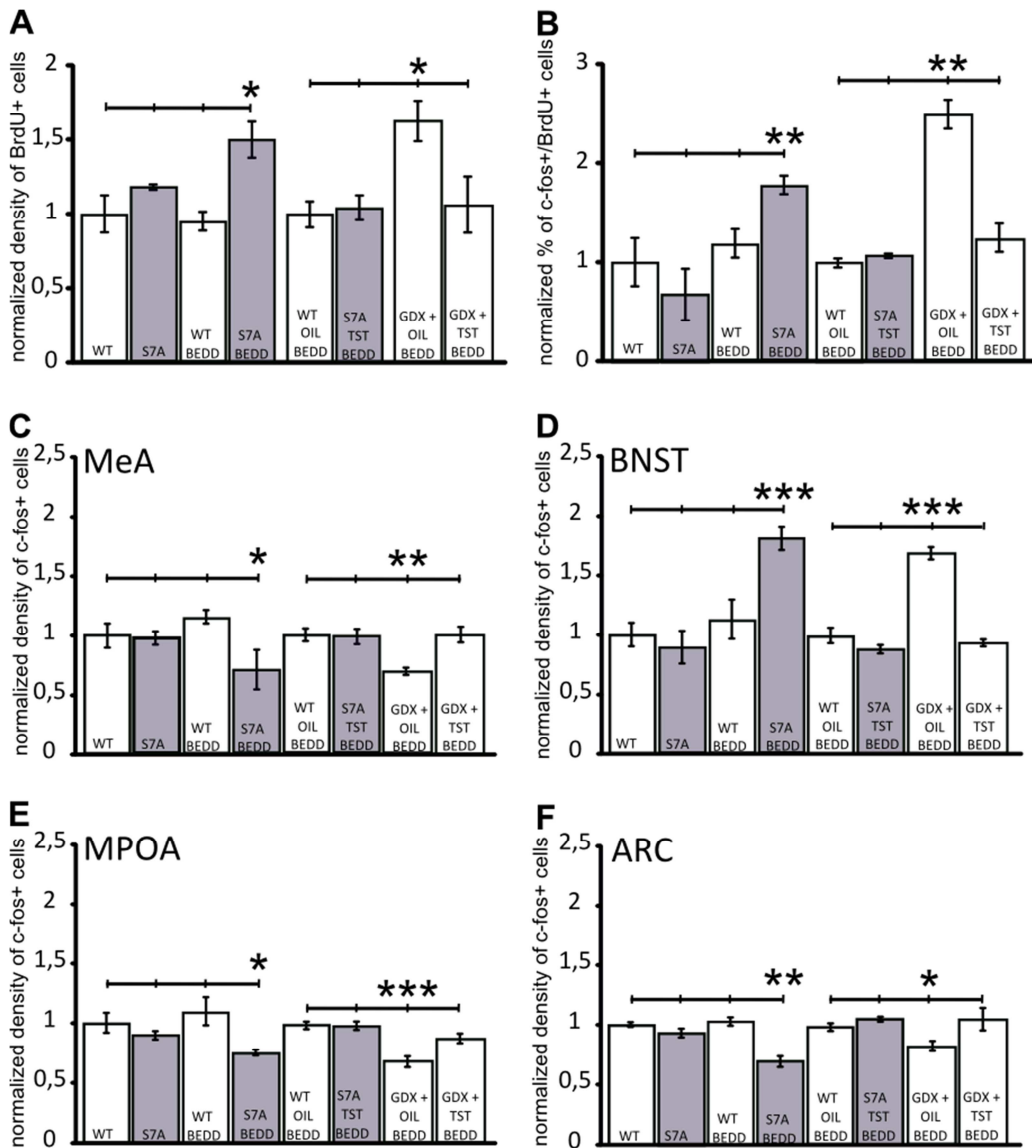 A
normalized density of BrdU+ cells
2
1,5
1
0,5
0
*
*
WT
S7A
WT
BEDD
S7A
BEDD
WT
OIL
BEDD
S7A
TST
BEDD
GDX +
OIL
BEDD
GDX +
TST
BEDD
B
normalized % of c-fos+/BrdU+ cells
3
2
1
0
**
**
WT
S7A
WT
BEDD
S7A
BEDD
WT
OIL
BEDD
S7A
TST
BEDD
GDX +
OIL
BEDD
GDX +
TST
BEDD
C
MeA
normalized density of c-fos+ cells
2,5
2
1,5
1
0,5
0
*
**
WT
S7A
WT
BEDD
S7A
BEDD
WT
OIL
BEDD
S7A
TST
BEDD
GDX +
OIL
BEDD
GDX +
TST
BEDD
D
BNST
normalized density of c-fos+ cells
2,5
2
1,5
1
0,5
0
***
***
WT
S7A
WT
BEDD
S7A
BEDD
WT
OIL
BEDD
S7A
TST
BEDD
GDX +
OIL
BEDD
GDX +
TST
BEDD
E
MPOA
normalized density of c-fos+ cells
2,5
2
1,5
1
0,5
0
*
***
WT
S7A
WT
BEDD
S7A
BEDD
WT
OIL
BEDD
S7A
TST
BEDD
GDX +
OIL
BEDD
GDX +
TST
BEDD
F
ARC
normalized density of c-fos+ cells
2,5
2
1,5
1
0,5
0
**
*
WT
S7A
WT
BEDD
S7A
BEDD
WT
OIL
BEDD
S7A
TST
BEDD
GDX +
OIL
BEDD
GDX +
TST
BEDD